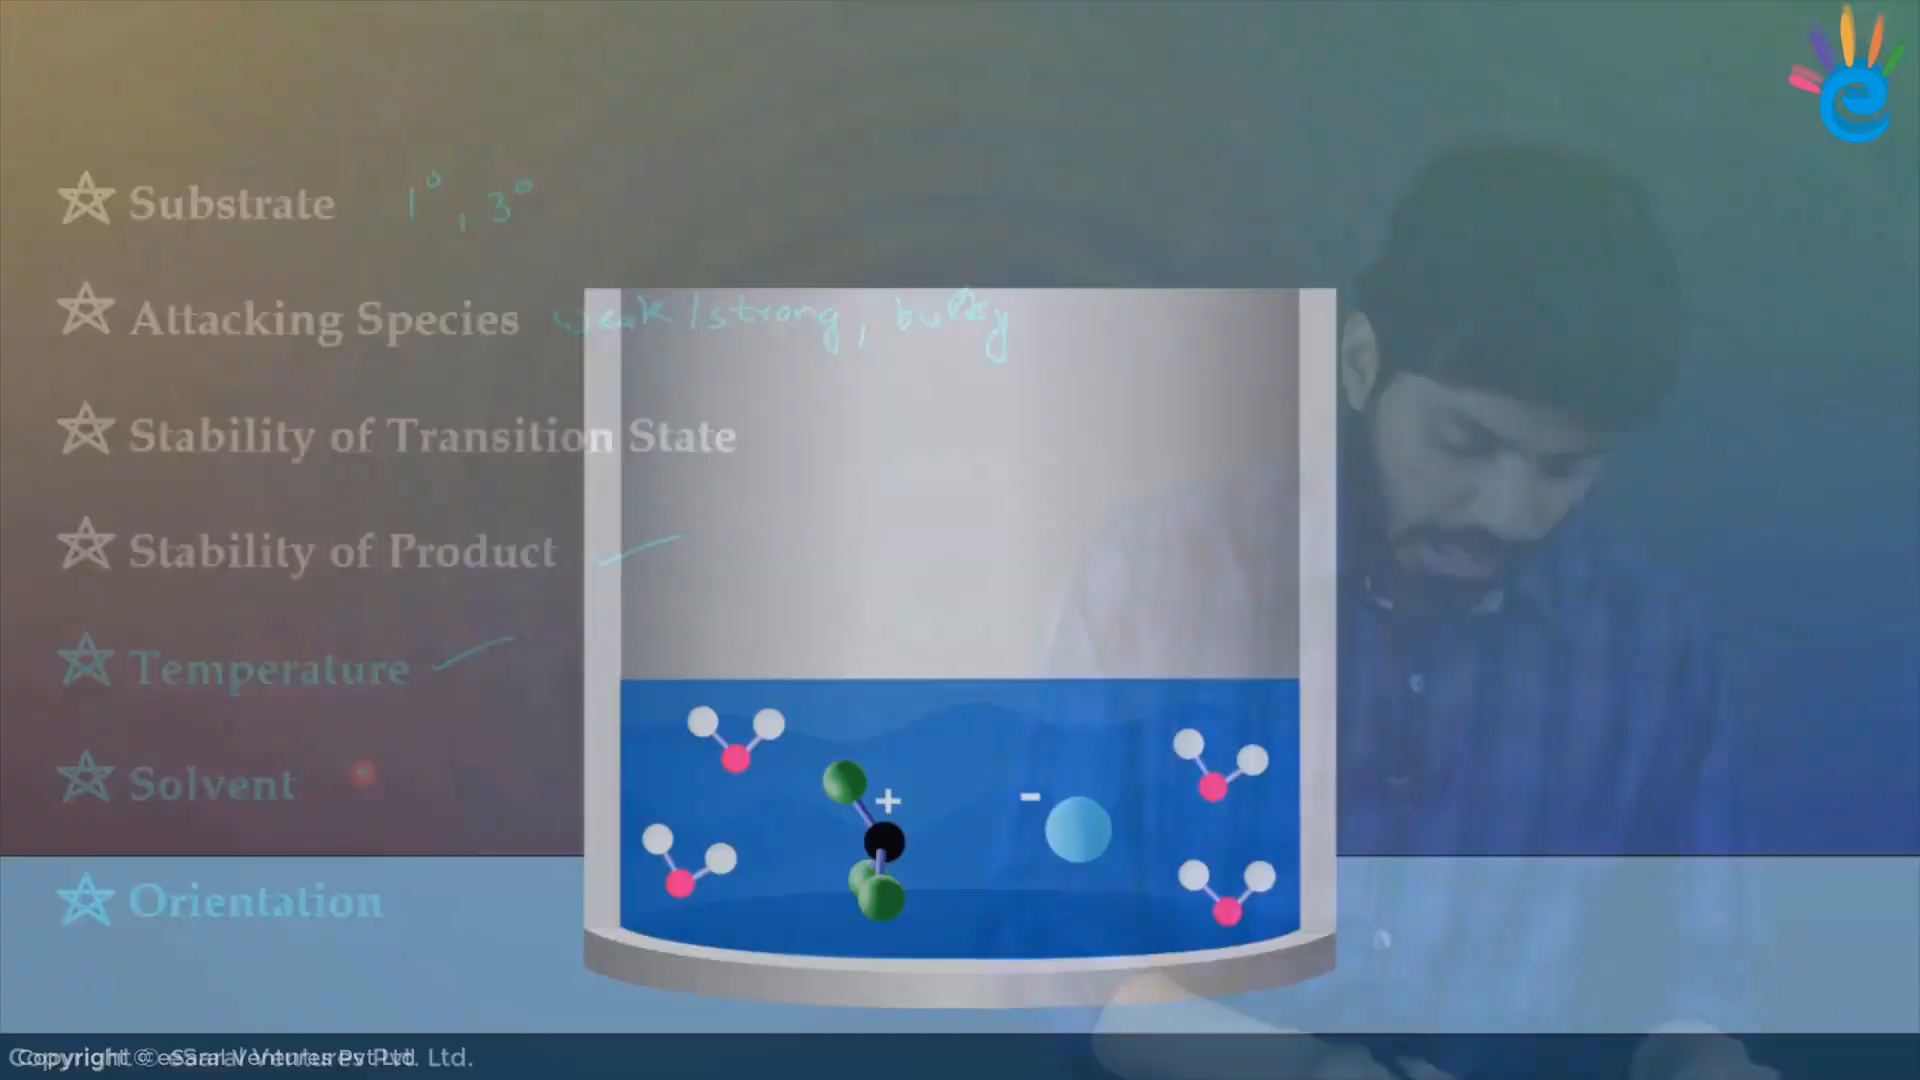 Substrate 1°, 3°
Attacking Species weak / strong, bulky
Stability of Transition State
Stability of Product
Temperature
Solvent
+ -
Orientation
Copyright © eSaral Ventures Pvt. Ltd.